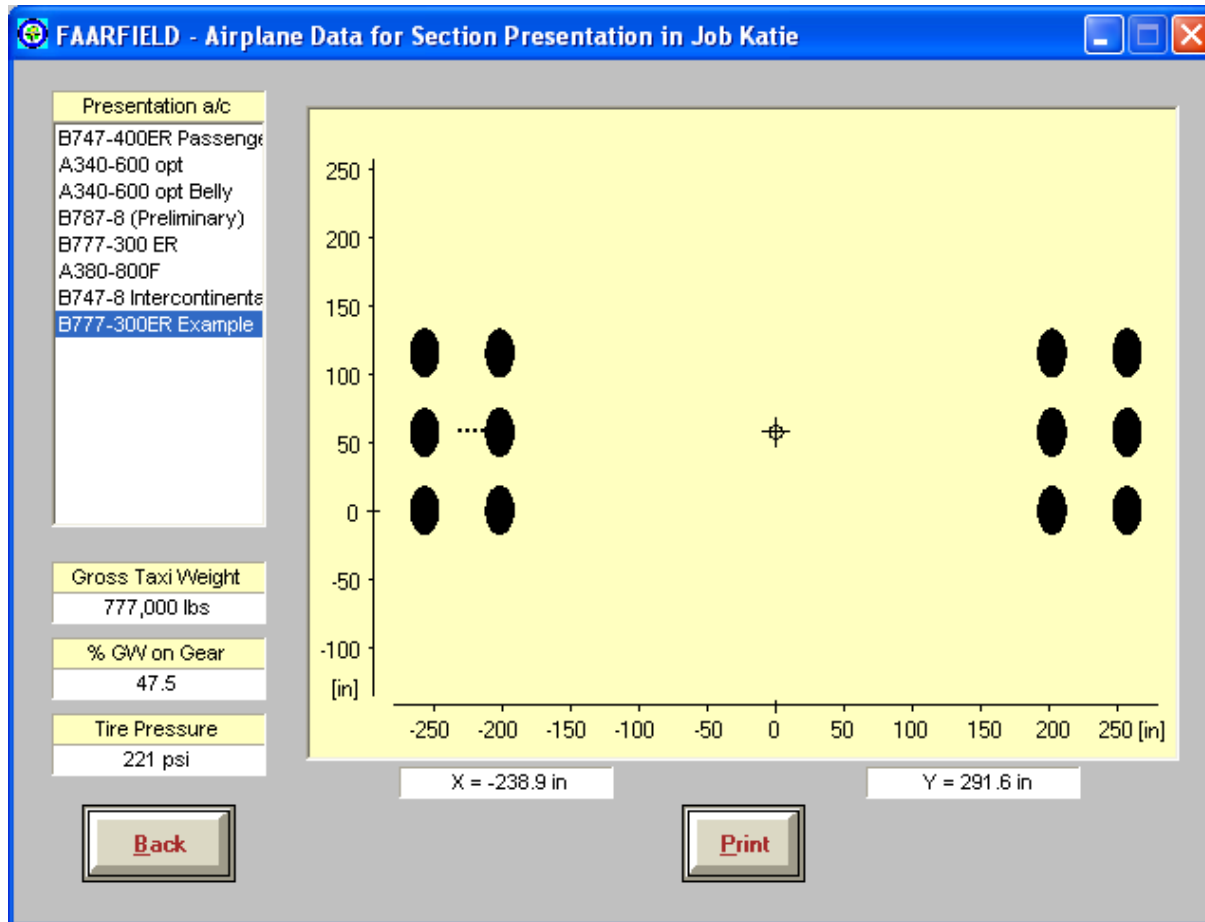 FAARFIELD - Airplane Data for Section Presentation in Job Katie
Presentation a/c
B747-400ER Passenge
A340-600 opt
A340-600 opt Belly
B787-8 (Preliminary)
B777-300 ER
A380-800F
B747-8 Intercontinenta
B777-300ER Example
Gross Taxi Weight
777,000 lbs
% GW on Gear
47.5
Tire Pressure
221 psi
250
200
150
100
50
0
-50
-100
[in]
-250 -200 -150 -100 -50 0 50 100 150 200 250 [in]
X = -238.9 in
Y = 291.6 in
Back
Print